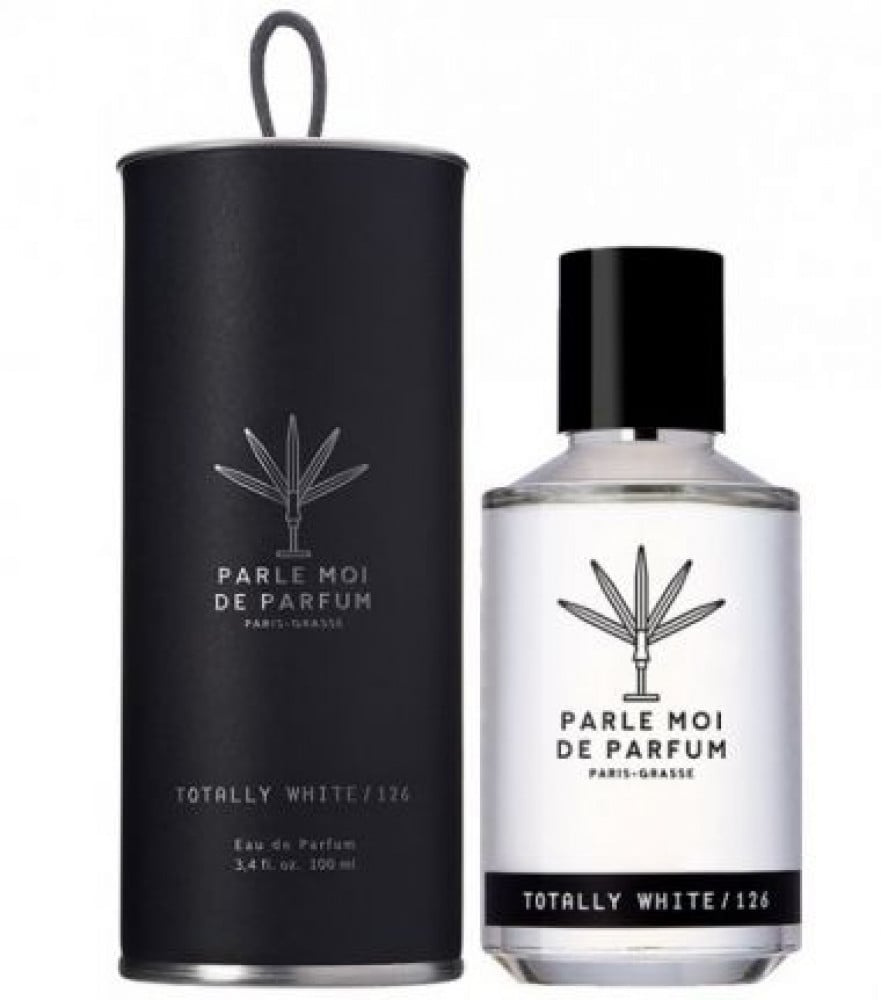 PARLE MOI
DE PARFUM
PARIS-GRASSE
TOTALLY WHITE/126
Eau de Parfum
3,4 fl. oz. 100 ml
PARLE MOI
DE PARFUM
PARIS-GRASSE
TOTALLY WHITE/126